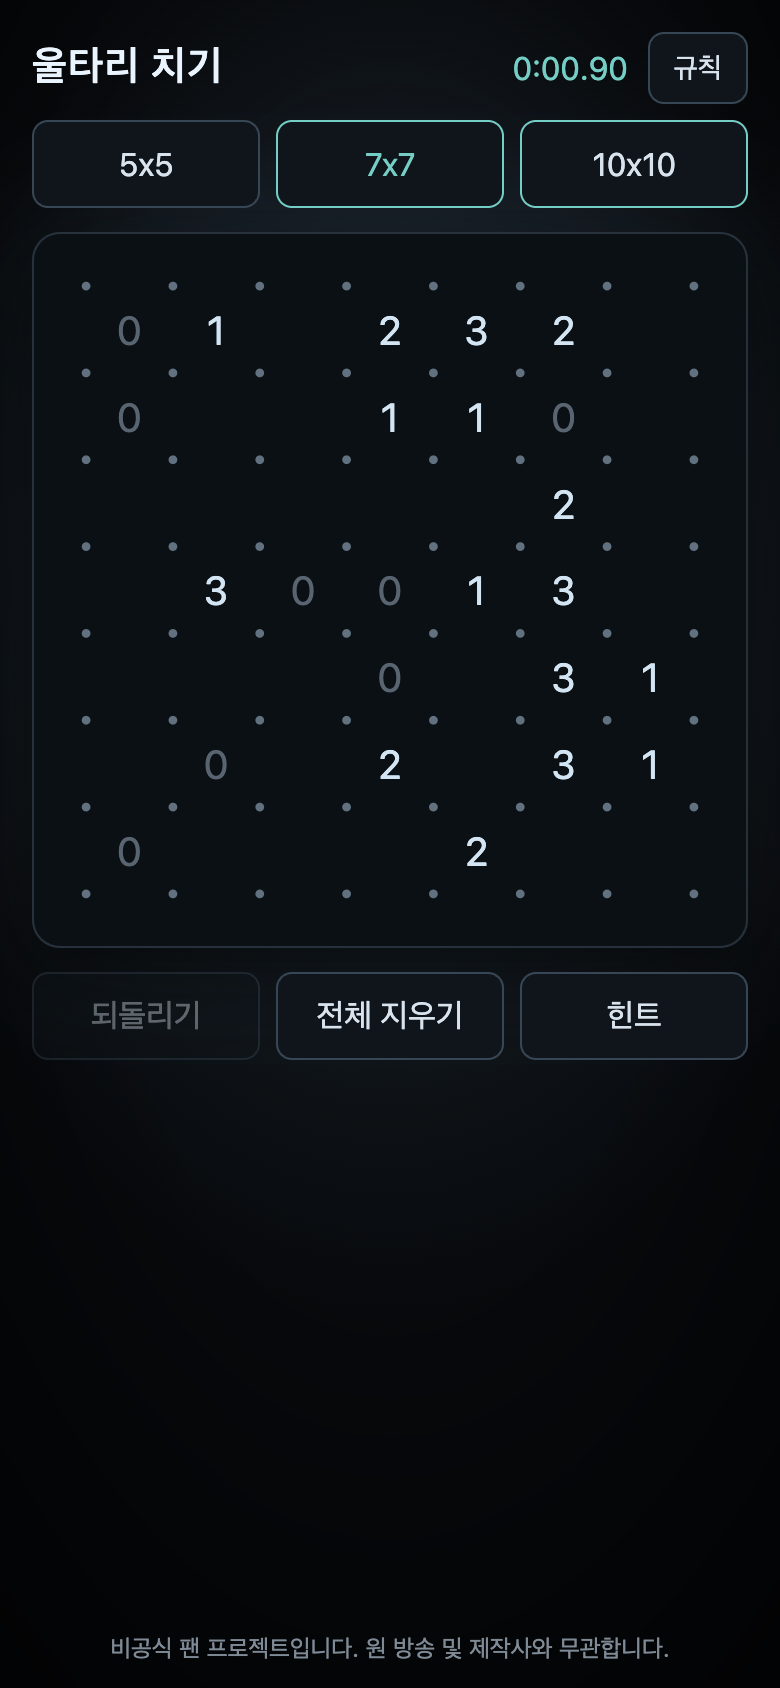 울타리 치기
0:00.90
규칙
5x5
7x7
10x10
0 1 2 3 2
0 1 1 0
2
3 0 0 1 3
0 3 1
0 2 3 1
0 2
되돌리기
전체 지우기
힌트
비공식 팬 프로젝트입니다. 원 방송 및 제작사와 무관합니다.